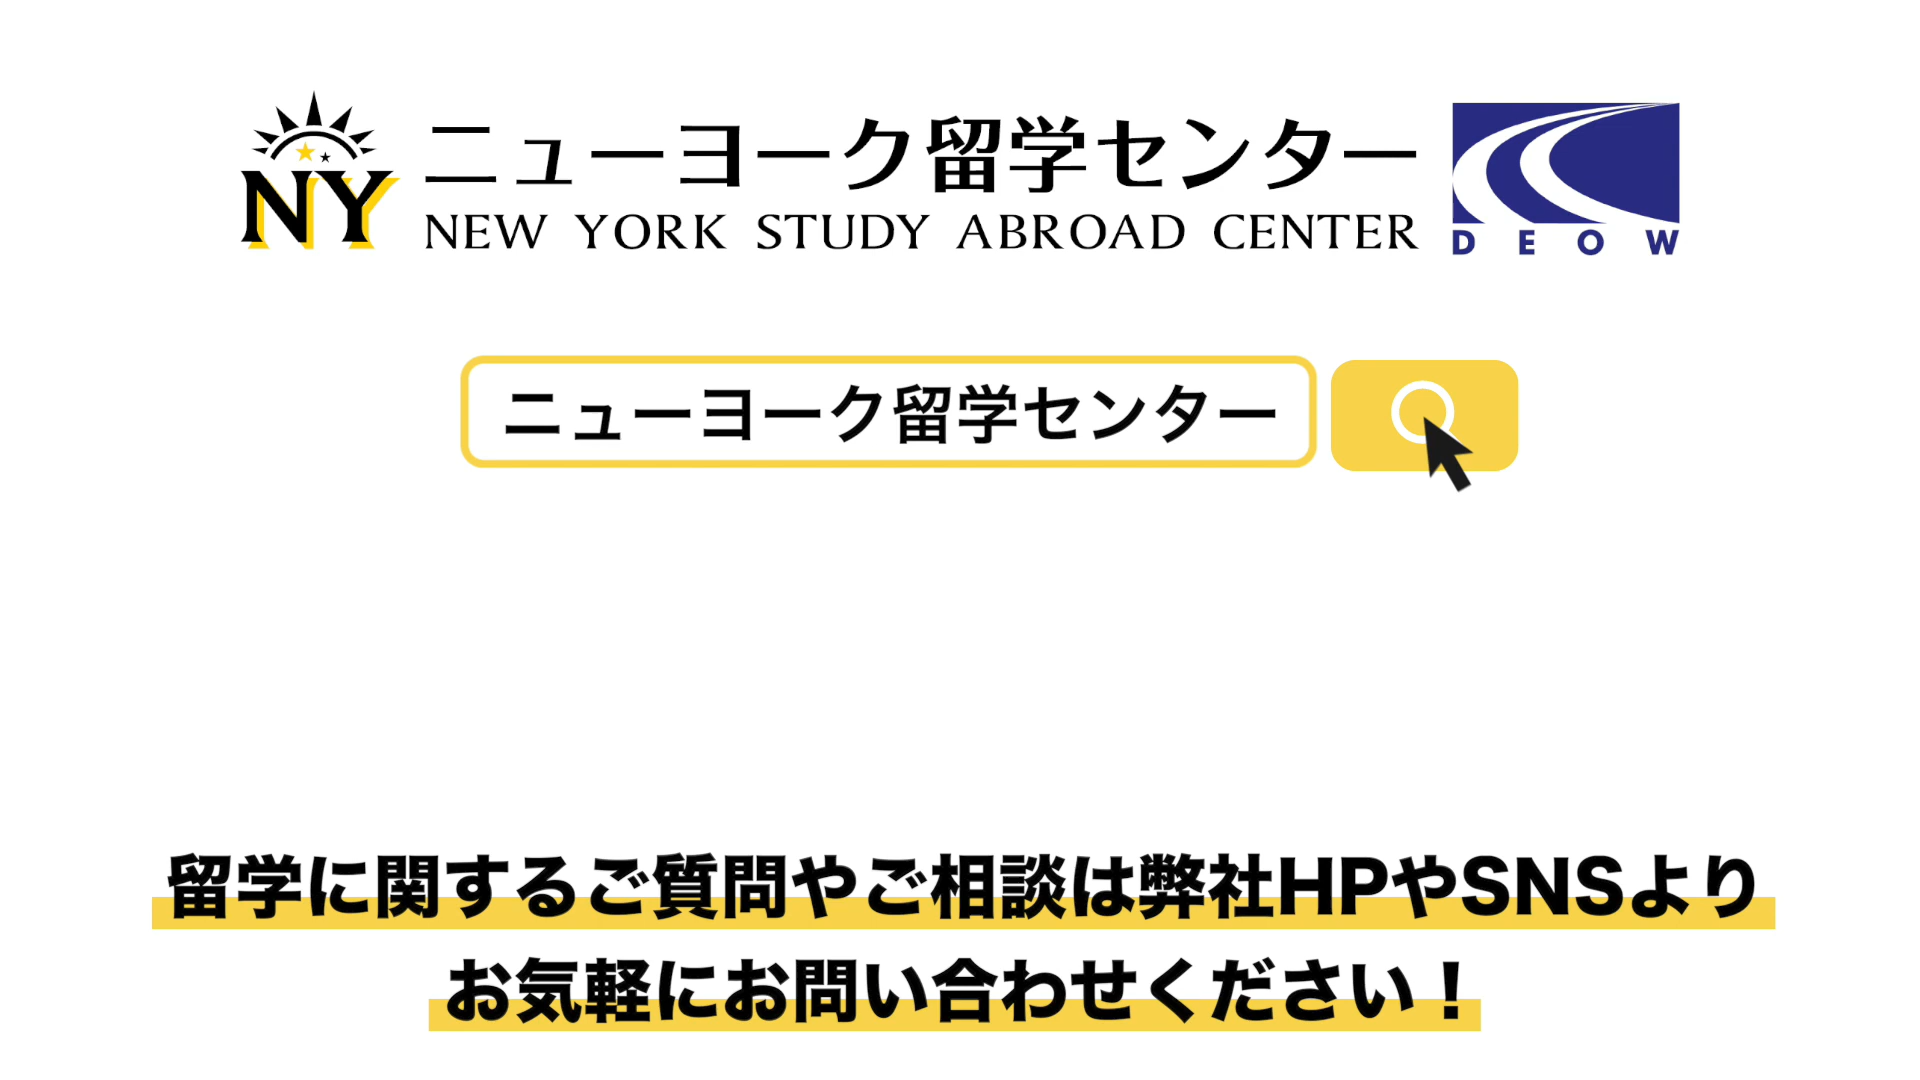 NY
ニューヨーク留学センター
NEW YORK STUDY ABROAD CENTER
DEOW
ニューヨーク留学センター
留学に関するご質問やご相談は弊社HPやSNSより
お気軽にお問い合わせください！